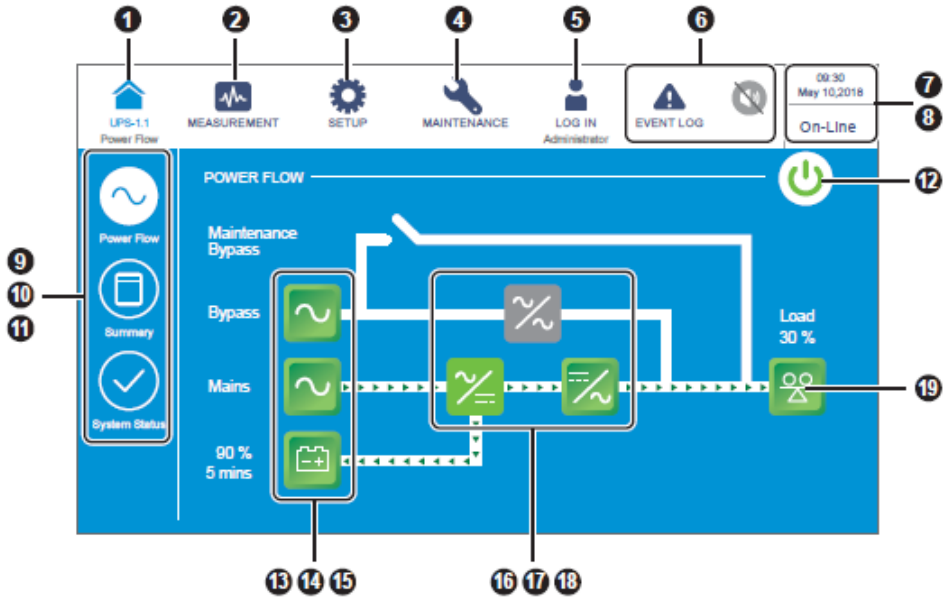 1 2 3 4 5 6
09:30
May 10,2018
7
UPS-1.1 MEASUREMENT SETUP MAINTENANCE LOG IN EVENT LOG
Power Flow Administrator
On-Line
8
POWER FLOW
12
Power Flow
Maintenance
Bypass
9
10
11
Summary
Bypass
Load
30 %
Mains
19
System Status
90 %
5 mins
13 14 15 16 17 18